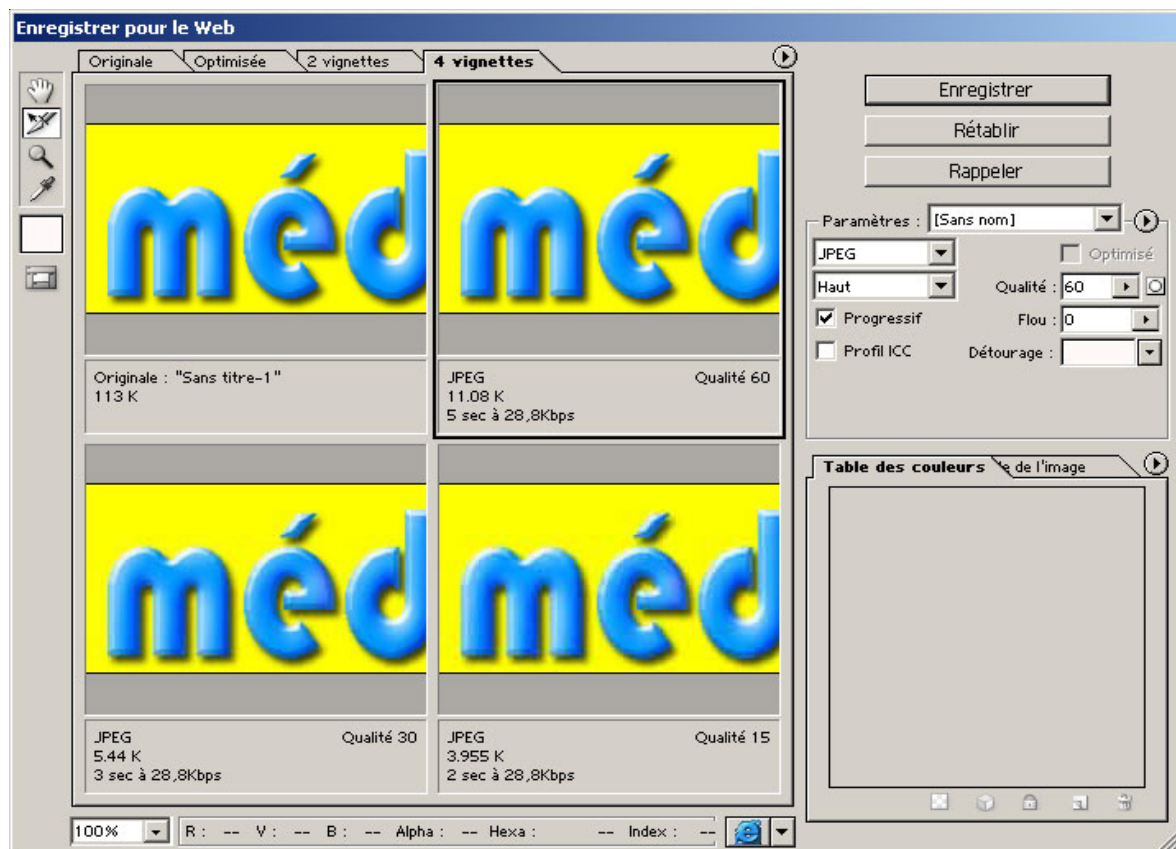 Enregistrer pour le Web
Originale
Optimisée
2 vignettes
4 vignettes
méd
méd
Originale : "Sans titre-1"
113 K
JPEG
Qualité 60
11.08 K
5 sec à 28,8Kbps
méd
méd
JPEG
Qualité 30
5.44 K
3 sec à 28,8Kbps
JPEG
Qualité 15
3.955 K
2 sec à 28,8Kbps
100%
R : -- V : -- B : -- Alpha : -- Hexa : -- Index : --
Enregistrer
Rétablir
Rappeler
Paramètres : [Sans nom]
JPEG
Optimisé
Haut
Qualité : 60
Progressif
Flou : 0
Profil ICC
Détourage :
Table des couleurs
de l'image